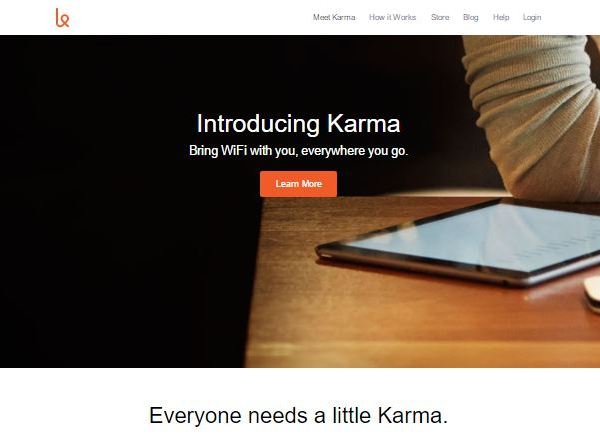 Meet Karma How it Works Store Blog Help Login
Introducing Karma
Bring WiFi with you, everywhere you go.
Learn More
Everyone needs a little Karma.